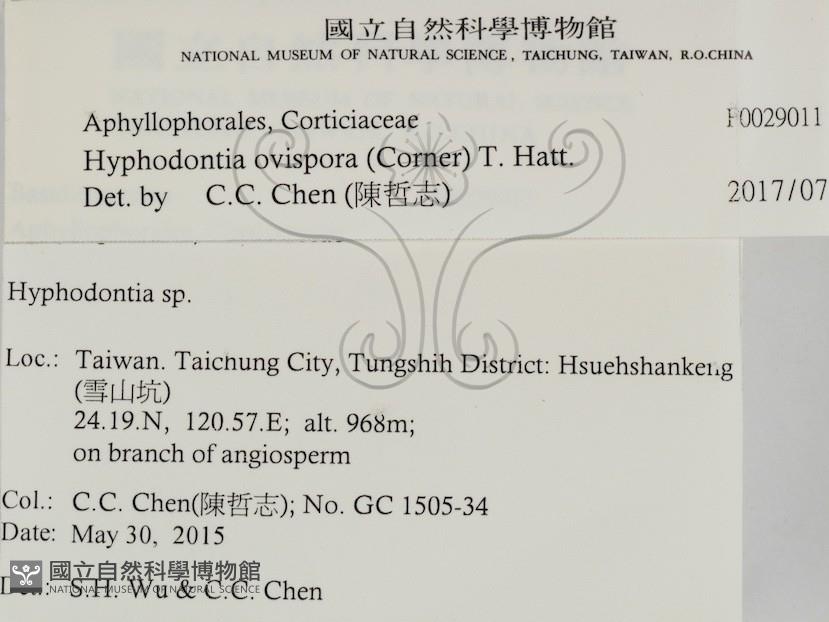 國立自然科學博物館
NATIONAL MUSEUM OF NATURAL SCIENCE, TAICHUNG, TAIWAN, R.O.CHINA
Aphyllophorales, Corticiaceae F0029011
Hyphodontia ovispora (Corner) T. Hatt.
Det. by C.C. Chen (陳哲志) 2017/07
Hyphodontia sp.
Loc.: Taiwan. Taichung City, Tungshih District: Hsuehshankeng
(雪山坑)
24.19.N, 120.57.E; alt. 968m;
on branch of angiosperm
Col.: C.C. Chen(陳哲志); No. GC 1505-34
Date: May 30, 2015
國立自然科學博物館
NATIONAL MUSEUM OF NATURAL SCIENCE
S.H. Wu & C.C. Chen